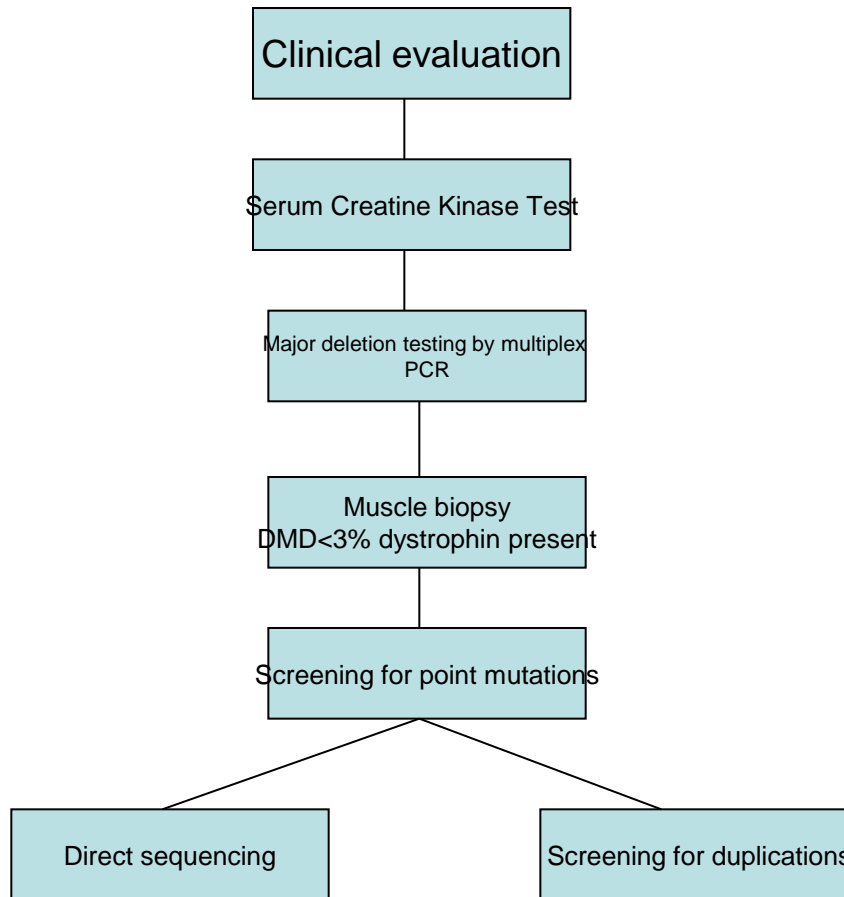 Clinical evaluation
Serum Creatine Kinase Test
Major deletion testing by multiplex
PCR
Muscle biopsy
DMD<3% dystrophin present
Screening for point mutations
Direct sequencing
Screening for duplications